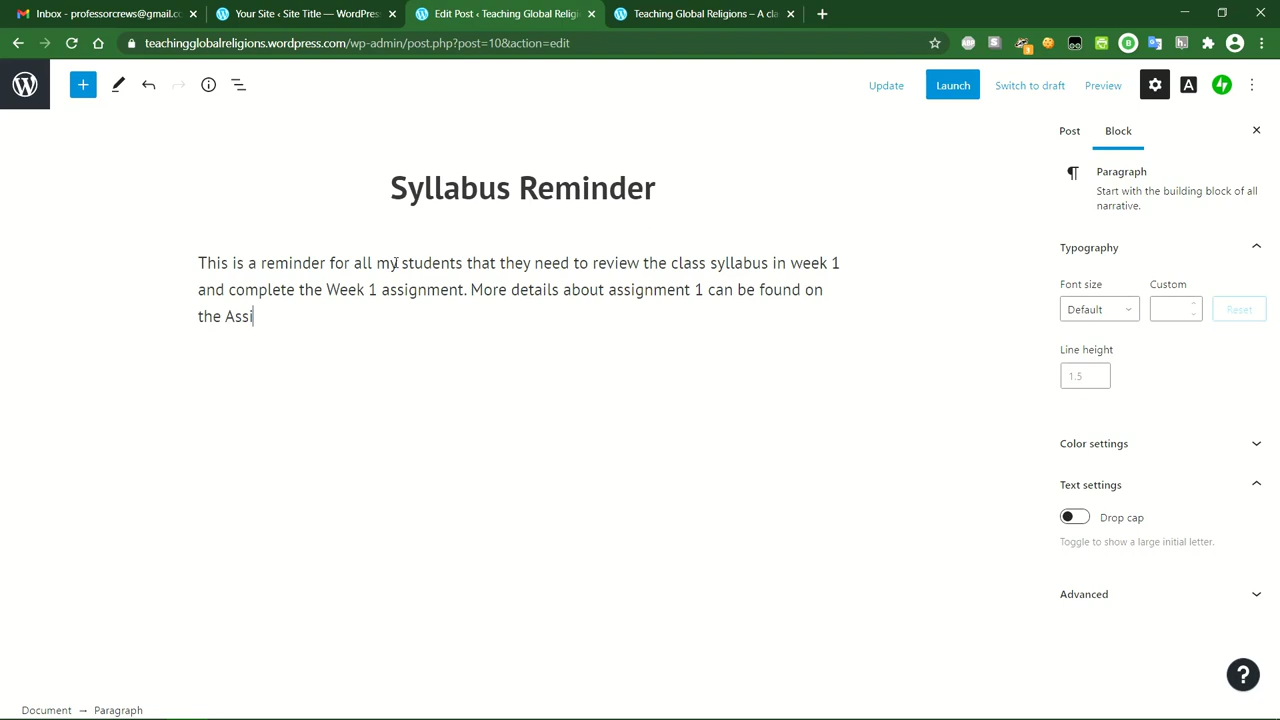 Inbox - professorcrews@gmail.co
Your Site ‹ Site Title — WordPres
Edit Post ‹ Teaching Global Religi
Teaching Global Religions – A cla
teachingglobalreligions.wordpress.com/wp-admin/post.php?post=10&action=edit
Update
Launch
Switch to draft
Preview
Post
Block
Paragraph
Start with the building block of all
narrative.
Syllabus Reminder
This is a reminder for all my students that they need to review the class syllabus in week 1
and complete the Week 1 assignment. More details about assignment 1 can be found on
the Assi
Typography
Font size
Custom
Default
Reset
Line height
1.5
Color settings
Text settings
Drop cap
Toggle to show a large initial letter.
Advanced
Document → Paragraph